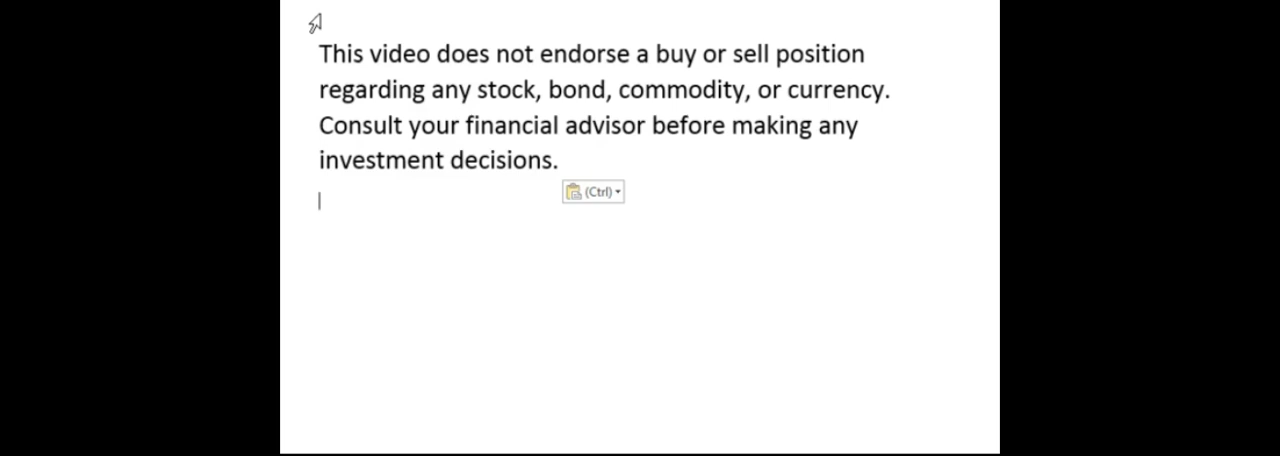 This video does not endorse a buy or sell position
regarding any stock, bond, commodity, or currency.
Consult your financial advisor before making any
investment decisions.
(Ctrl)